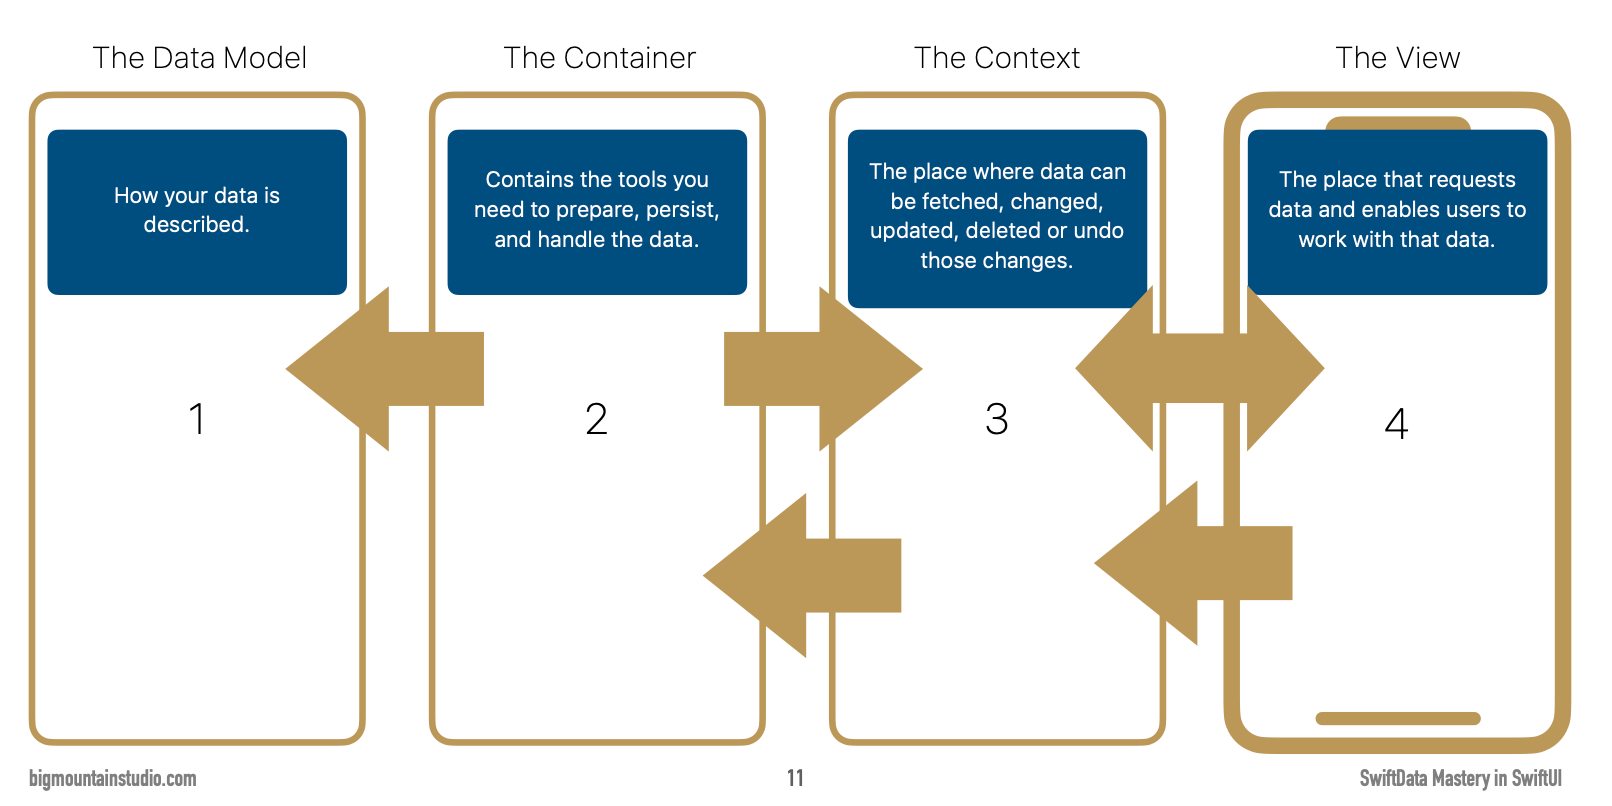 The Data Model
How your data is
described.
1
The Container
Contains the tools you
need to prepare, persist,
and handle the data.
2
The Context
The place where data can
be fetched, changed,
updated, deleted or undo
those changes.
3
The View
The place that requests
data and enables users to
work with that data.
4
bigmountainstudio.com
11
SwiftData Mastery in SwiftUI